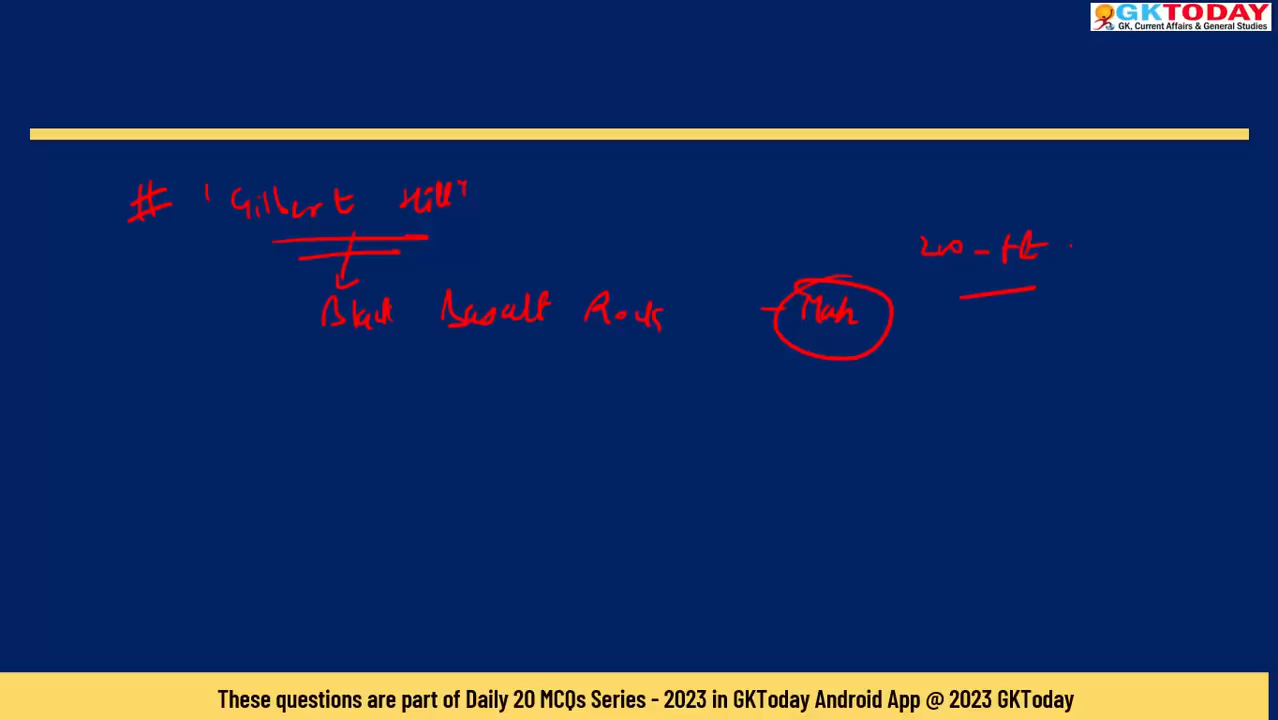 GKTODAY
GK, Current Affairs & General Studies
# 'Gilbert Hill'
200-ft.
Black Basalt Rock - Mah
These questions are part of Daily 20 MCQs Series - 2023 in GKToday Android App @ 2023 GKToday